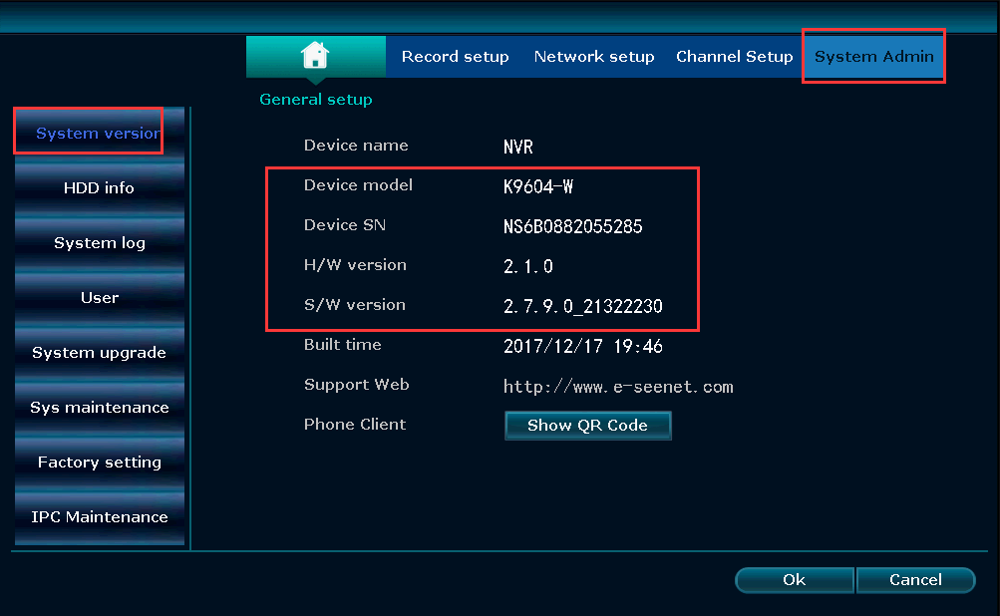 Record setup Network setup Channel Setup System Admin
General setup
System version
HDD info
System log
User
System upgrade
Sys maintenance
Factory setting
IPC Maintenance
Device name NVR
Device model K9604-W
Device SN NS6B0882055285
H/W version 2.1.0
S/W version 2.7.9.0_21322230
Built time 2017/12/17 19:46
Support Web http://www.e-seenet.com
Phone Client Show QR Code
Ok Cancel